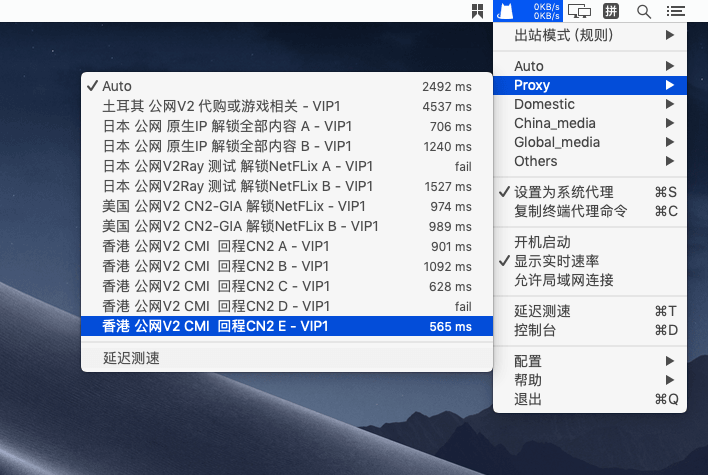 0KB/s
0KB/s
拼
出站模式 (规则)
Auto
Proxy
Domestic
China_media
Global_media
Others
设置为系统代理 ⌘S
复制终端代理命令 ⌘C
开机启动
显示实时速率
允许局域网连接
延迟测速 ⌘T
控制台 ⌘D
配置
帮助
退出 ⌘Q
Auto 2492 ms
土耳其 公网V2 代购或游戏相关 - VIP1 4537 ms
日本 公网 原生IP 解锁全部内容 A - VIP1 706 ms
日本 公网 原生IP 解锁全部内容 B - VIP1 1240 ms
日本 公网V2Ray 测试 解锁NetFLix A - VIP1 fail
日本 公网V2Ray 测试 解锁NetFLix B - VIP1 1527 ms
美国 公网V2 CN2-GIA 解锁NetFLix - VIP1 974 ms
美国 公网V2 CN2-GIA 解锁NetFLix B - VIP1 989 ms
香港 公网V2 CMI 回程CN2 A - VIP1 901 ms
香港 公网V2 CMI 回程CN2 B - VIP1 1092 ms
香港 公网V2 CMI 回程CN2 C - VIP1 628 ms
香港 公网V2 CMI 回程CN2 D - VIP1 fail
香港 公网V2 CMI 回程CN2 E - VIP1 565 ms
延迟测速